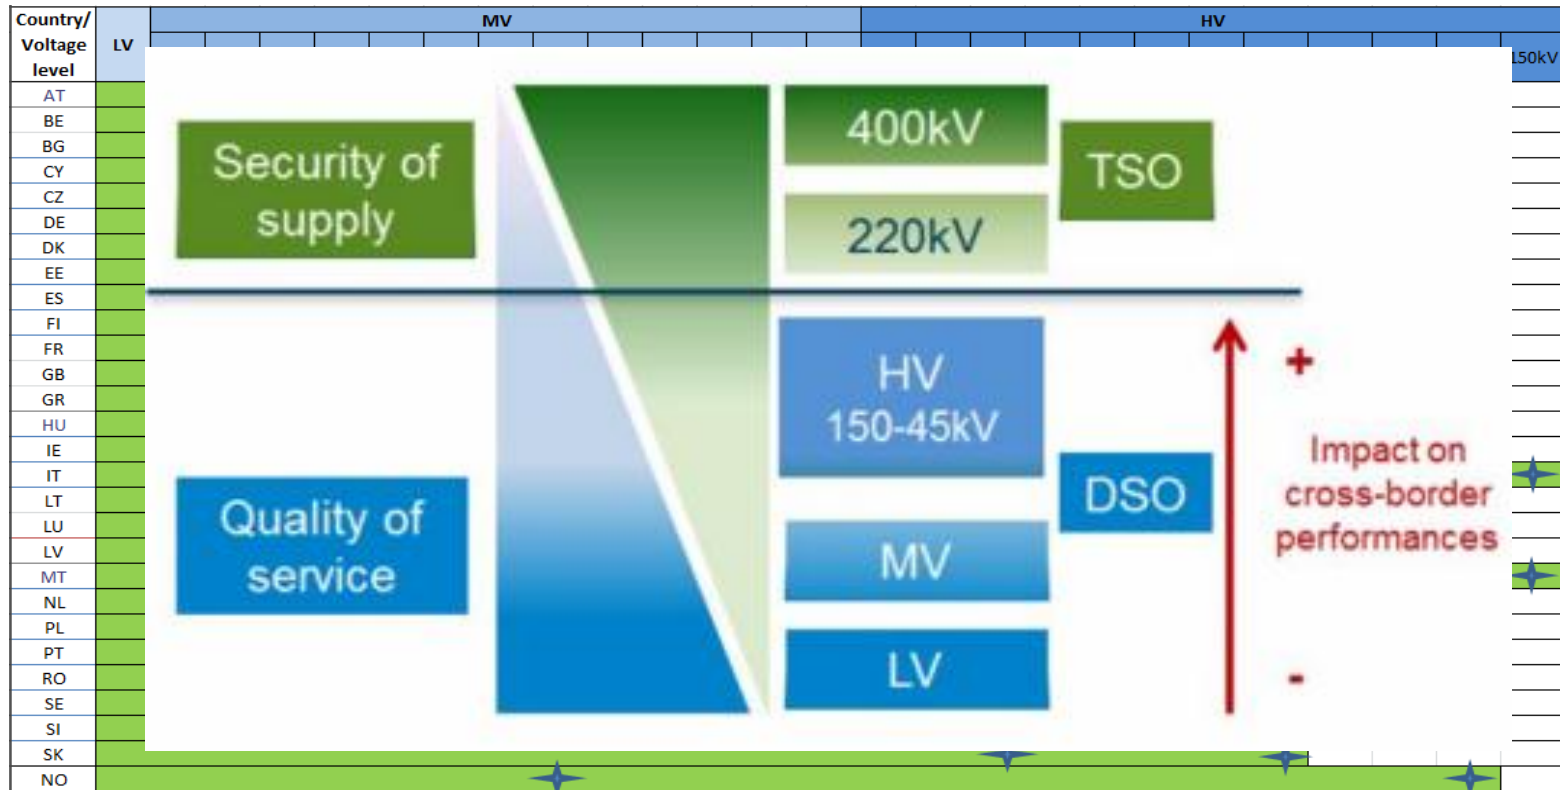 Country/
Voltage
level
LV
MV
HV
150kV
AT
BE
BG
CY
CZ
DE
DK
EE
ES
FI
FR
GB
GR
HU
IE
IT
LT
LU
LV
MT
NL
PL
PT
RO
SE
SI
SK
NO
Security of
supply
400kV
220kV
TSO
Quality of
service
HV
150-45kV
MV
LV
DSO
+
Impact on
cross-border
performances
-